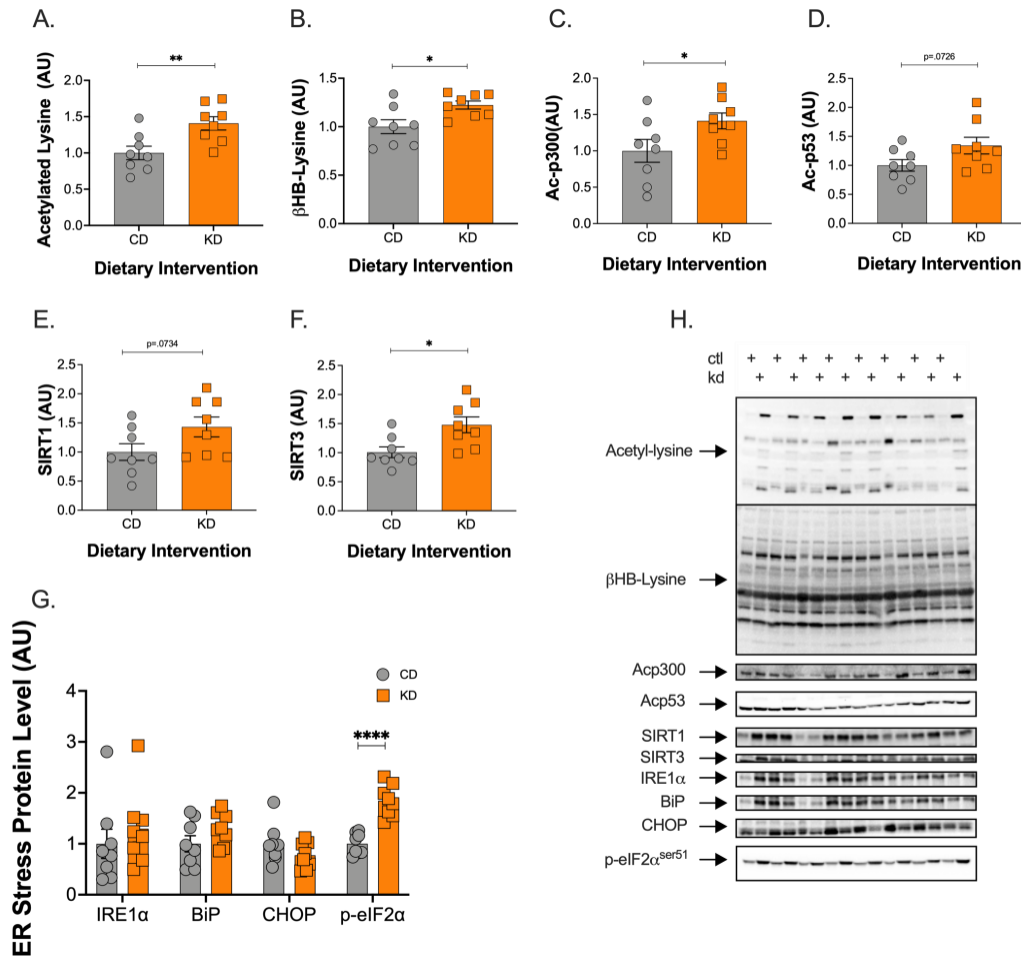 A.
**
Acetylated Lysine (AU)
2.0
1.5
1.0
0.5
0.0
CD
KD
Dietary Intervention
B.
*
βHB-Lysine (AU)
1.5
1.0
0.5
0.0
CD
KD
Dietary Intervention
C.
*
Ac-p300(AU)
2.0
1.5
1.0
0.5
0.0
CD
KD
Dietary Intervention
D.
p=.0726
Ac-p53 (AU)
2.5
2.0
1.5
1.0
0.5
0.0
CD
KD
Dietary Intervention
E.
p=.0734
SIRT1 (AU)
2.5
2.0
1.5
1.0
0.5
0.0
CD
KD
Dietary Intervention
F.
*
SIRT3 (AU)
2.5
2.0
1.5
1.0
0.5
0.0
CD
KD
Dietary Intervention
G.
ER Stress Protein Level (AU)
4
3
2
1
0
CD
KD
****
IRE1α
BiP
CHOP
p-eIF2α
H.
ctl + + + + + + + +
kd + + + + + + + +
Acetyl-lysine
βHB-Lysine
Acp300
Acp53
SIRT1
SIRT3
IRE1α
BiP
CHOP
p-eIF2αser51